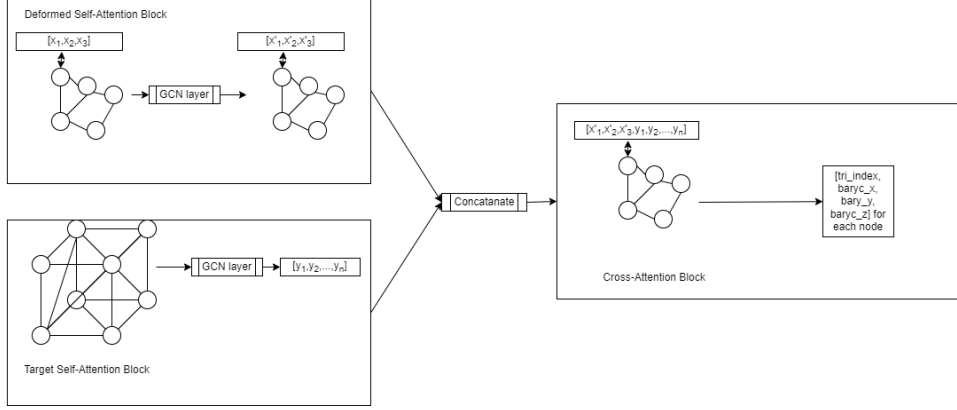 Deformed Self-Attention Block
[x₁,x₂,x₃]
[x'₁,x'₂,x'₃]
GCN layer
[x'₁,x'₂,x'₃,y₁,y₂,...,yₙ]
[tri_index,
baryc_x,
bary_y,
baryc_z] for
each node
Concatanate
GCN layer
[y₁,y₂,...,yₙ]
Cross-Attention Block
Target Self-Attention Block